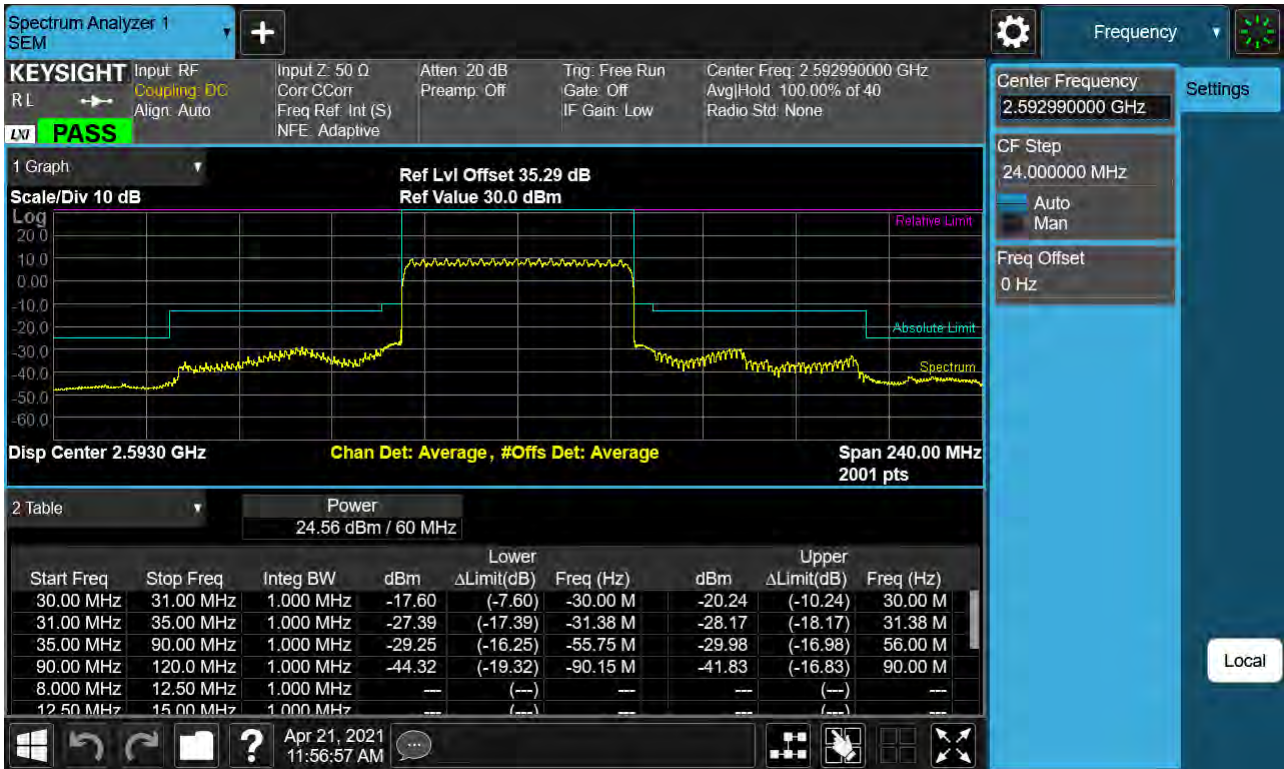 Spectrum Analyzer 1
SEM
Frequency
KEYSIGHT
RL
LXI
PASS
Input: RF
Coupling: DC
Align: Auto
Input Z: 50 Ω
Corr CCorr
Freq Ref: Int (S)
NFE: Adaptive
Atten: 20 dB
Preamp: Off
Trig: Free Run
Gate: Off
IF Gain: Low
Center Freq: 2.592990000 GHz
Avg|Hold: 100.00% of 40
Radio Std: None
Center Frequency
2.592990000 GHz
Settings
CF Step
24.000000 MHz
Auto
Man
Freq Offset
0 Hz
1 Graph
Scale/Div 10 dB
Ref Lvl Offset 35.29 dB
Ref Value 30.0 dBm
Log
20.0
10.0
0.00
-10.0
-20.0
-30.0
-40.0
-50.0
-60.0
Relative Limit
Absolute Limit
Spectrum
Disp Center 2.5930 GHz
Chan Det: Average, #Offs Det: Average
Span 240.00 MHz
2001 pts
2 Table
Power
24.56 dBm / 60 MHz
Lower Upper
Start Freq Stop Freq Integ BW dBm ΔLimit(dB) Freq (Hz) dBm ΔLimit(dB) Freq (Hz)
30.00 MHz 31.00 MHz 1.000 MHz -17.60 (-7.60) -30.00 M -20.24 (-10.24) 30.00 M
31.00 MHz 35.00 MHz 1.000 MHz -27.39 (-17.39) -31.38 M -28.17 (-18.17) 31.38 M
35.00 MHz 90.00 MHz 1.000 MHz -29.25 (-16.25) -55.75 M -29.98 (-16.98) 56.00 M
90.00 MHz 120.0 MHz 1.000 MHz -44.32 (-19.32) -90.15 M -41.83 (-16.83) 90.00 M
8.000 MHz 12.50 MHz 1.000 MHz --- (---) --- --- (---) ---
12.50 MHz 15.00 MHz 1.000 MHz --- (---) --- --- (---) ---
Local
Apr 21, 2021
11:56:57 AM